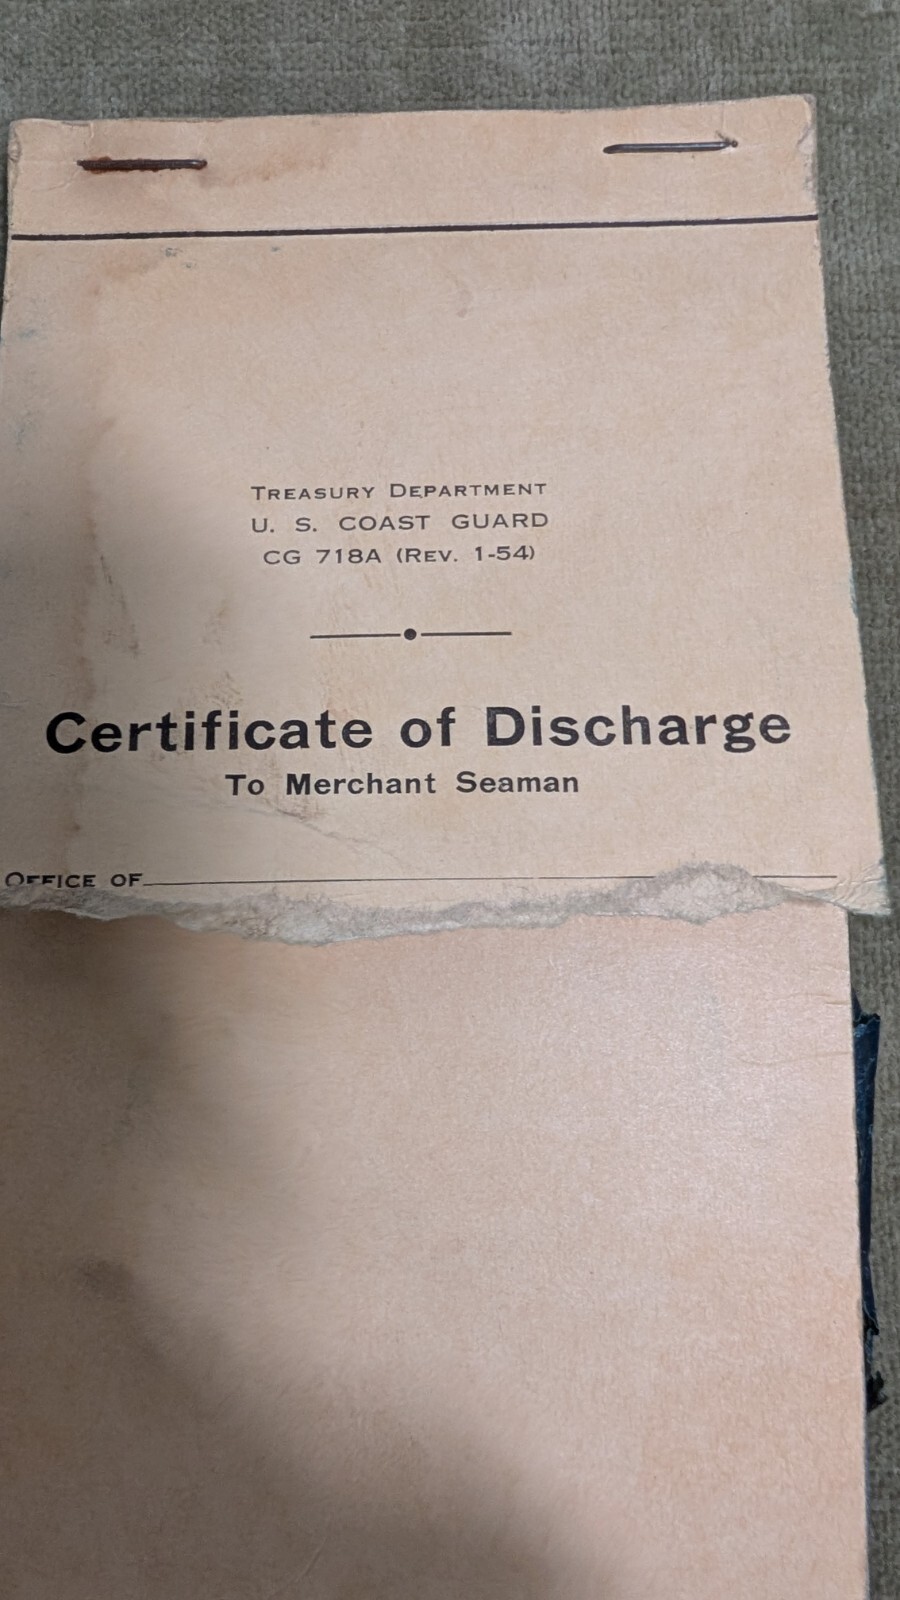 TREASURY DEPARTMENT
U. S. COAST GUARD
CG 718A (REV. 1-54)
Certificate of Discharge
To Merchant Seaman
OFFICE OF